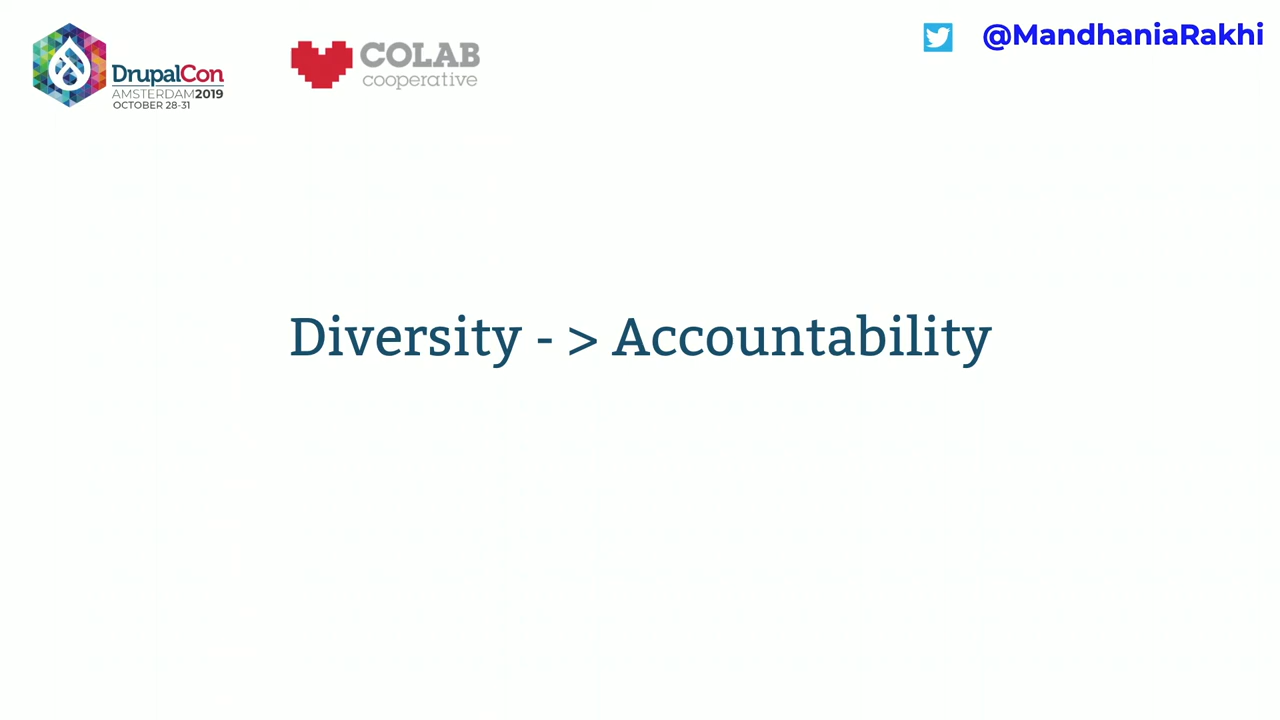 DrupalCon
AMSTERDAM2019
OCTOBER 28-31
COLAB
cooperative
@MandhaniaRakhi
Diversity - > Accountability